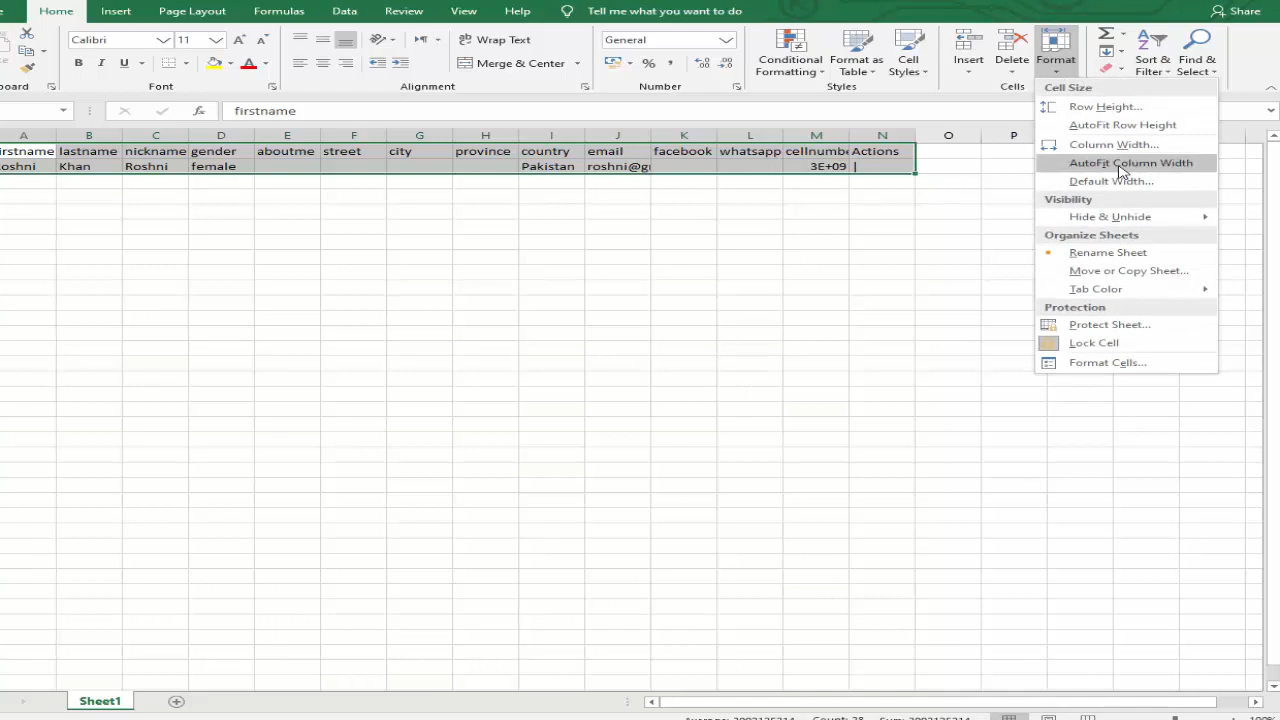 Home Insert Page Layout Formulas Data Review View Help Tell me what you want to do Share
Calibri 11 A A Wrap Text General Conditional Formatting Format as Table Cell Styles Insert Delete Format Sort & Filter Find & Select
B I U A Merge & Center % ,
board Font Alignment Number Styles Cells
firstname
A B C D E F G H I J K L M N O P
irstname lastname nickname gender aboutme street city province country email facebook whatsapp cellnumbe Actions
oshni Khan Roshni female Pakistan roshni@g 3E+09 |
Cell Size
Row Height...
AutoFit Row Height
Column Width...
AutoFit Column Width
Default Width...
Visibility
Hide & Unhide
Organize Sheets
Rename Sheet
Move or Copy Sheet...
Tab Color
Protection
Protect Sheet...
Lock Cell
Format Cells...
Sheet1